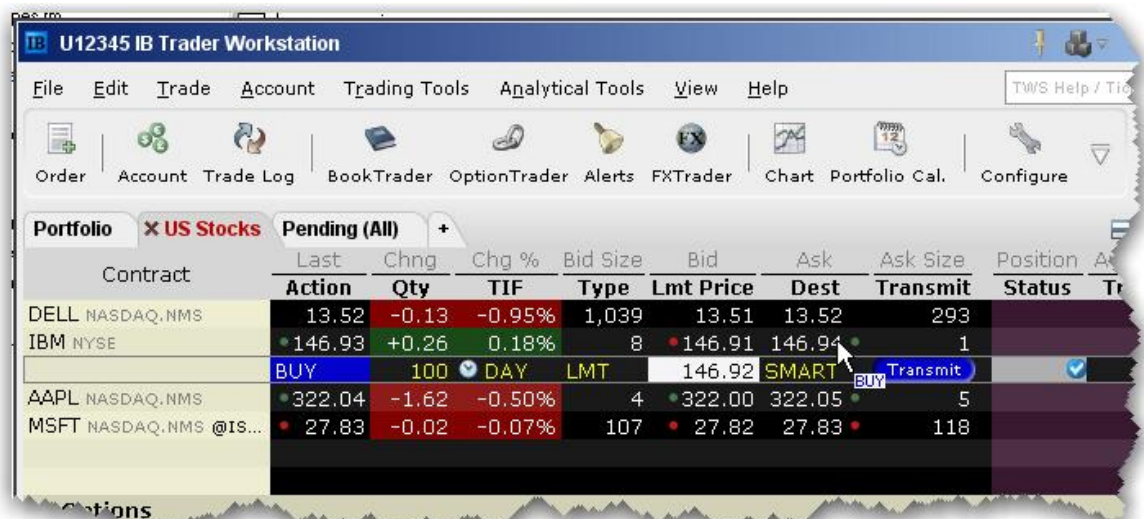 U12345 IB Trader Workstation
File Edit Trade Account Trading Tools Analytical Tools View Help TWS Help /
Order Account Trade Log BookTrader OptionTrader Alerts FXTrader Chart Portfolio Cal. Configure
Portfolio US Stocks Pending (All) +
Contract Last Chng Chg % Bid Size Bid Ask Ask Size Position
Action Qty TIF Type Lmt Price Dest Transmit Status
DELL NASDAQ.NMS 13.52 -0.13 -0.95% 1,039 13.51 13.52 293
IBM NYSE 146.93 +0.26 0.18% 8 146.91 146.94 1
BUY 100 DAY LMT 146.92 SMART Transmit
BUY
AAPL NASDAQ.NMS 322.04 -1.62 -0.50% 4 322.00 322.05 5
MSFT NASDAQ.NMS @IS... 27.83 -0.02 -0.07% 107 27.82 27.83 118
Options